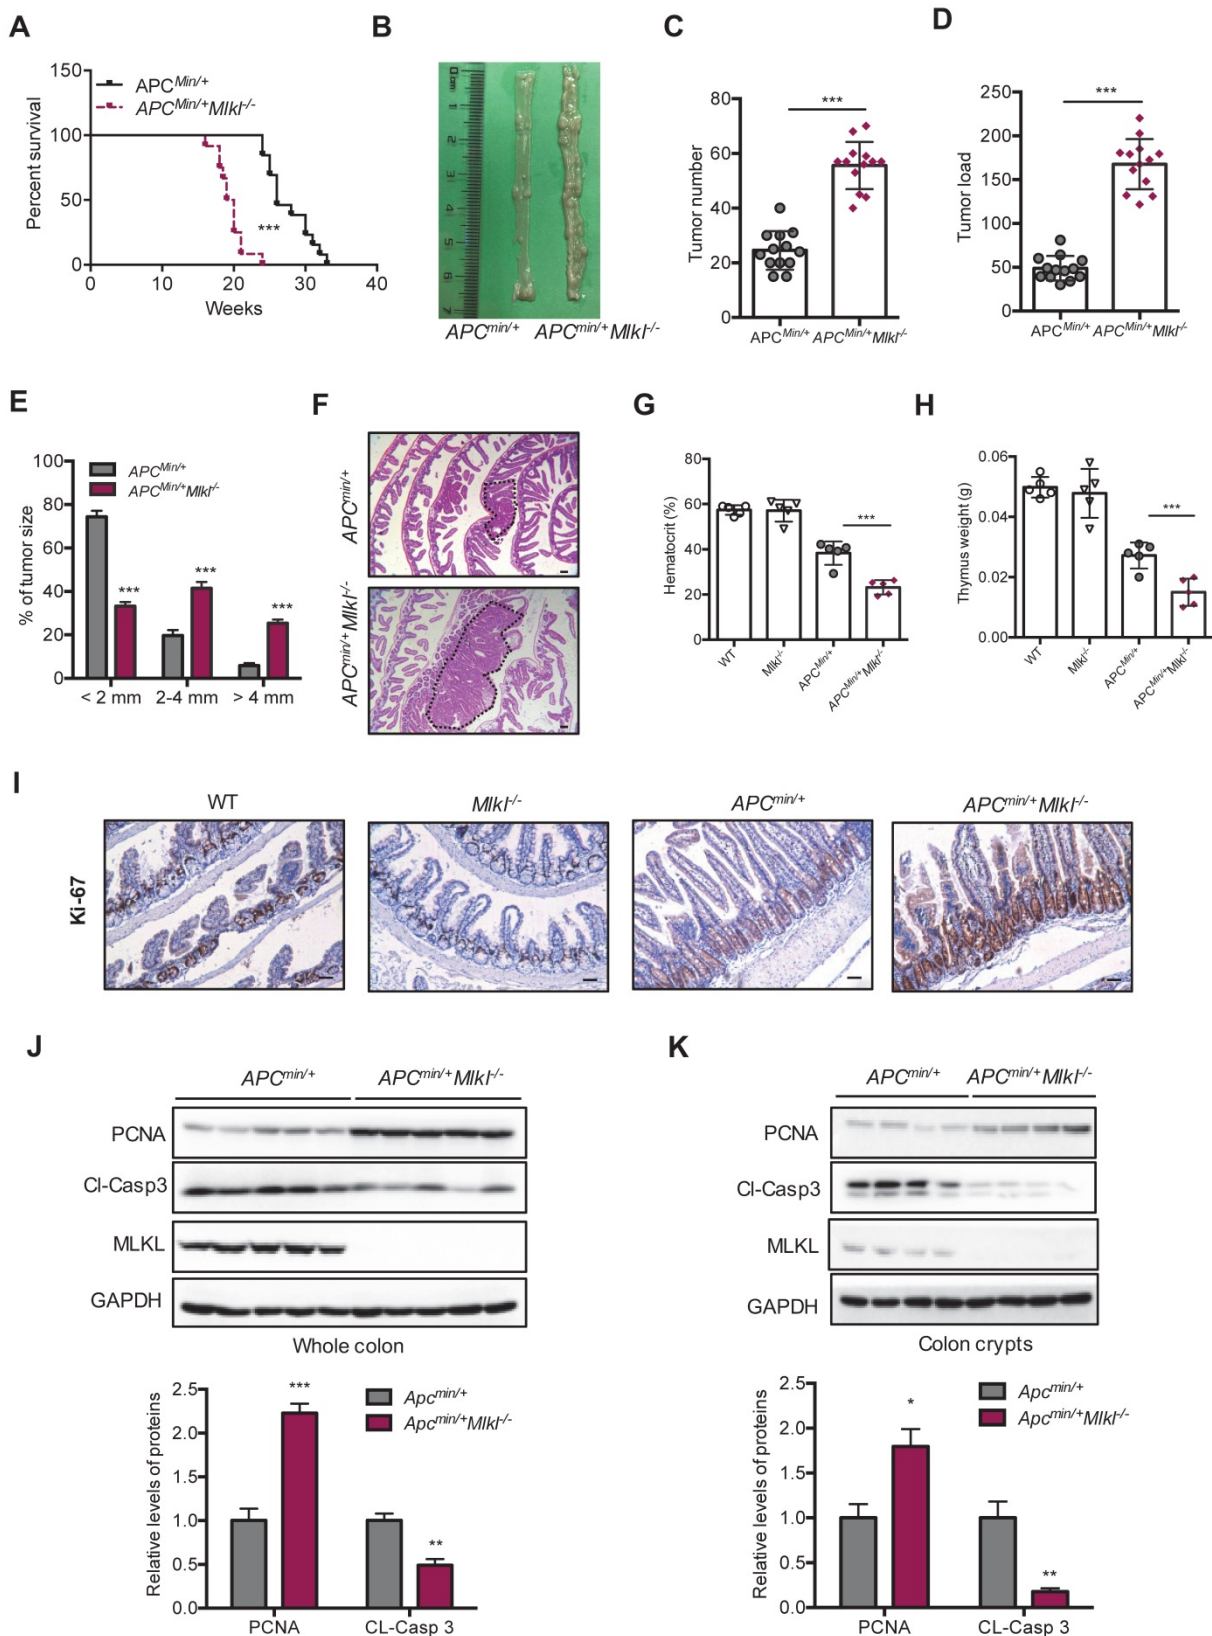 A
150
100
50
0
Percent survival
APC^Min/+
APC^Min/+Mlkl^-/-
***
0 10 20 30 40
Weeks
B
0 cm 1 2 3 4 5 6 7
APC^min/+ APC^min/+Mlkl^-/-
C
80
60
40
20
0
Tumor number
***
APC^Min/+ APC^Min/+Mlkl^-/-
D
250
200
150
100
50
0
Tumor load
***
APC^Min/+ APC^Min/+Mlkl^-/-
E
100
80
60
40
20
0
% of tumor size
APC^Min/+
APC^Min/+Mlkl^-/-
*** *** ***
< 2 mm 2-4 mm > 4 mm
F
APC^min/+
APC^min/+Mlkl^-/-
G
80
60
40
20
0
Hematocrit (%)
***
WT Mlkl^-/- APC^Min/+ APC^Min/+Mlkl^-/-
H
0.06
0.04
0.02
0.00
Thymus weight (g)
***
WT Mlkl^-/- APC^Min/+ APC^Min/+Mlkl^-/-
I
WT Mlkl^-/- APC^min/+ APC^min/+Mlkl^-/-
Ki-67
J
APC^min/+ APC^min/+Mlkl^-/-
PCNA
Cl-Casp3
MLKL
GAPDH
Whole colon
2.5
2.0
1.5
1.0
0.5
0.0
Relative levels of proteins
***
**
Apc^min/+
Apc^min/+Mlkl^-/-
PCNA CL-Casp 3
K
APC^min/+ APC^min/+Mlkl^-/-
PCNA
Cl-Casp3
MLKL
GAPDH
Colon crypts
2.5
2.0
1.5
1.0
0.5
0.0
Relative levels of proteins
*
**
Apc^min/+
Apc^min/+Mlkl^-/-
PCNA CL-Casp 3